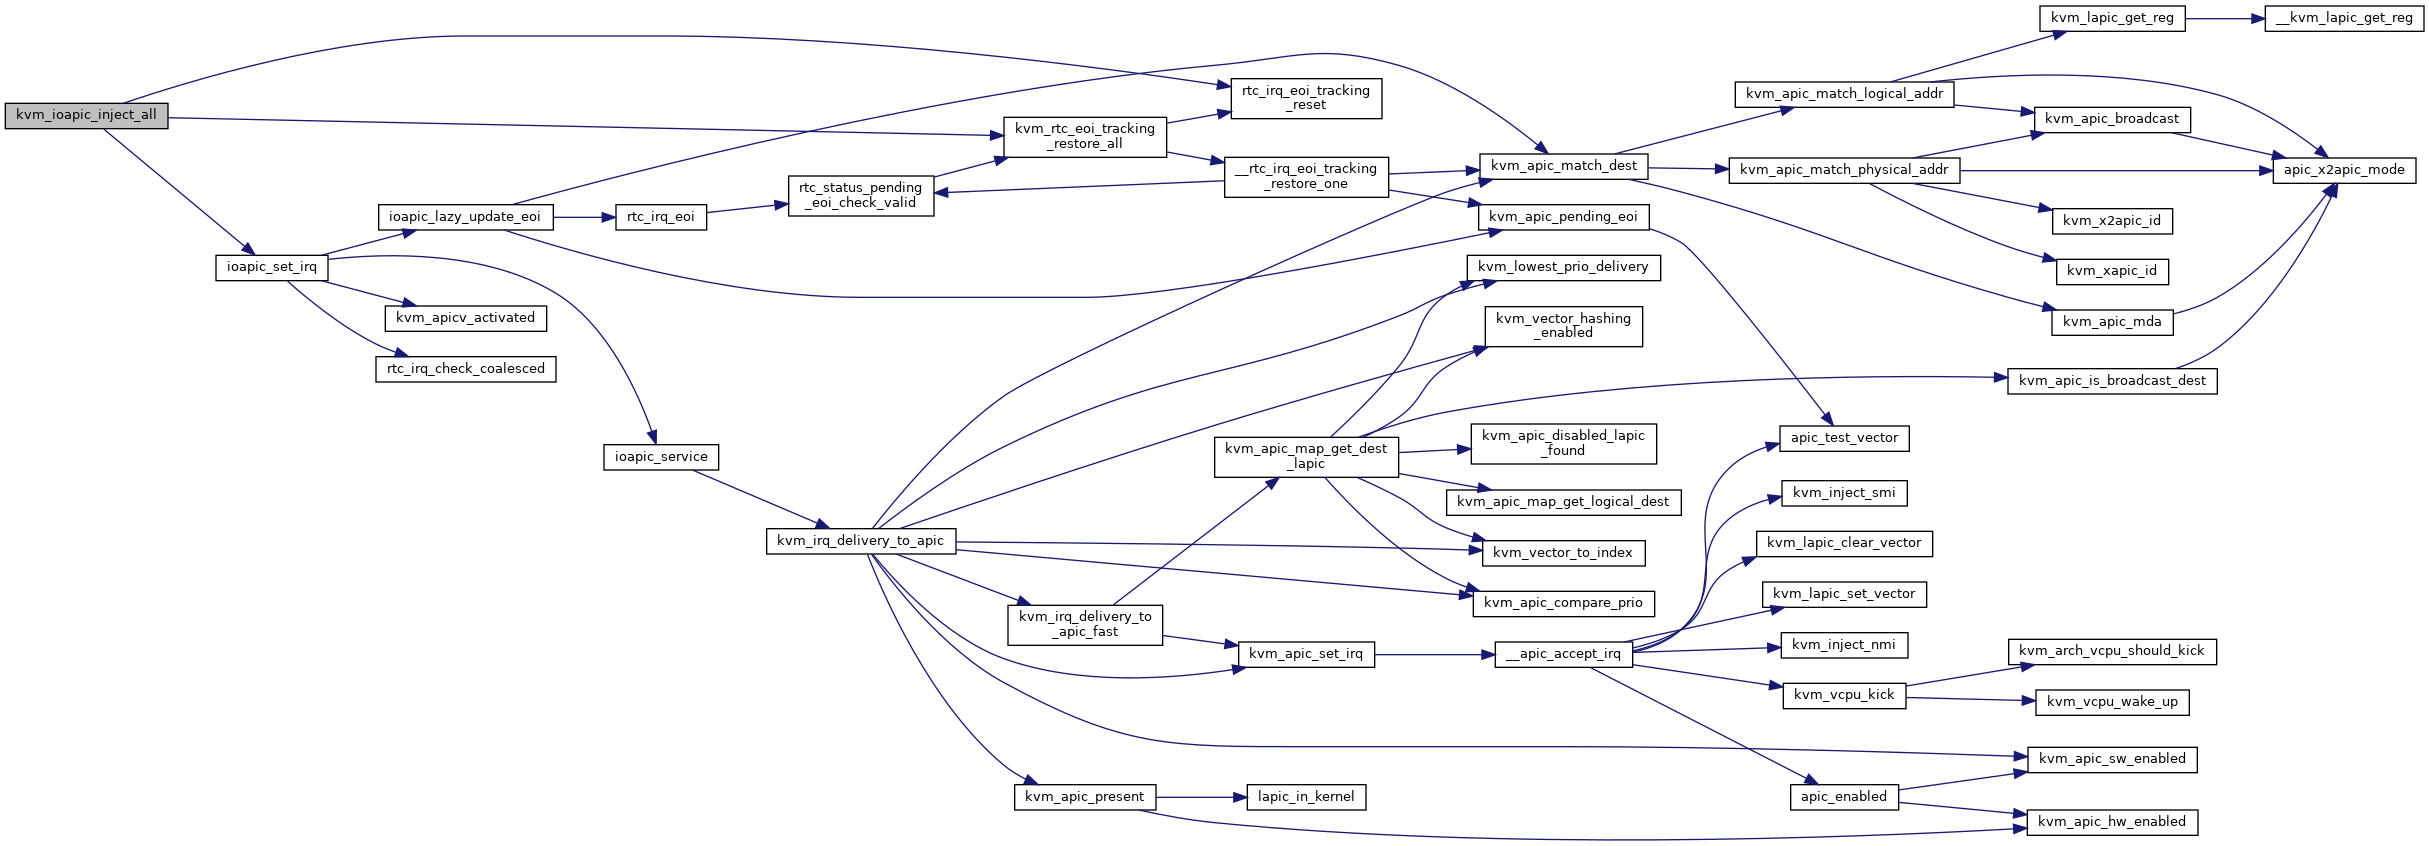 kvm_ioapic_inject_all
ioapic_set_irq
ioapic_lazy_update_eoi
kvm_apicv_activated
rtc_irq_check_coalesced
rtc_irq_eoi
ioapic_service
rtc_status_pending
_eoi_check_valid
kvm_irq_delivery_to_apic
kvm_rtc_eoi_tracking
_restore_all
kvm_irq_delivery_to
_apic_fast
kvm_apic_present
rtc_irq_eoi_tracking
_reset
__rtc_irq_eoi_tracking
_restore_one
kvm_apic_map_get_dest
_lapic
kvm_apic_set_irq
lapic_in_kernel
kvm_apic_match_dest
kvm_apic_pending_eoi
kvm_lowest_prio_delivery
kvm_vector_hashing
_enabled
kvm_apic_disabled_lapic
_found
kvm_apic_map_get_logical_dest
kvm_vector_to_index
kvm_apic_compare_prio
__apic_accept_irq
kvm_apic_match_logical_addr
kvm_apic_match_physical_addr
apic_test_vector
kvm_inject_smi
kvm_lapic_clear_vector
kvm_lapic_set_vector
kvm_inject_nmi
kvm_vcpu_kick
apic_enabled
kvm_lapic_get_reg
kvm_apic_broadcast
kvm_x2apic_id
kvm_xapic_id
kvm_apic_mda
kvm_apic_is_broadcast_dest
kvm_arch_vcpu_should_kick
kvm_vcpu_wake_up
kvm_apic_sw_enabled
kvm_apic_hw_enabled
__kvm_lapic_get_reg
apic_x2apic_mode